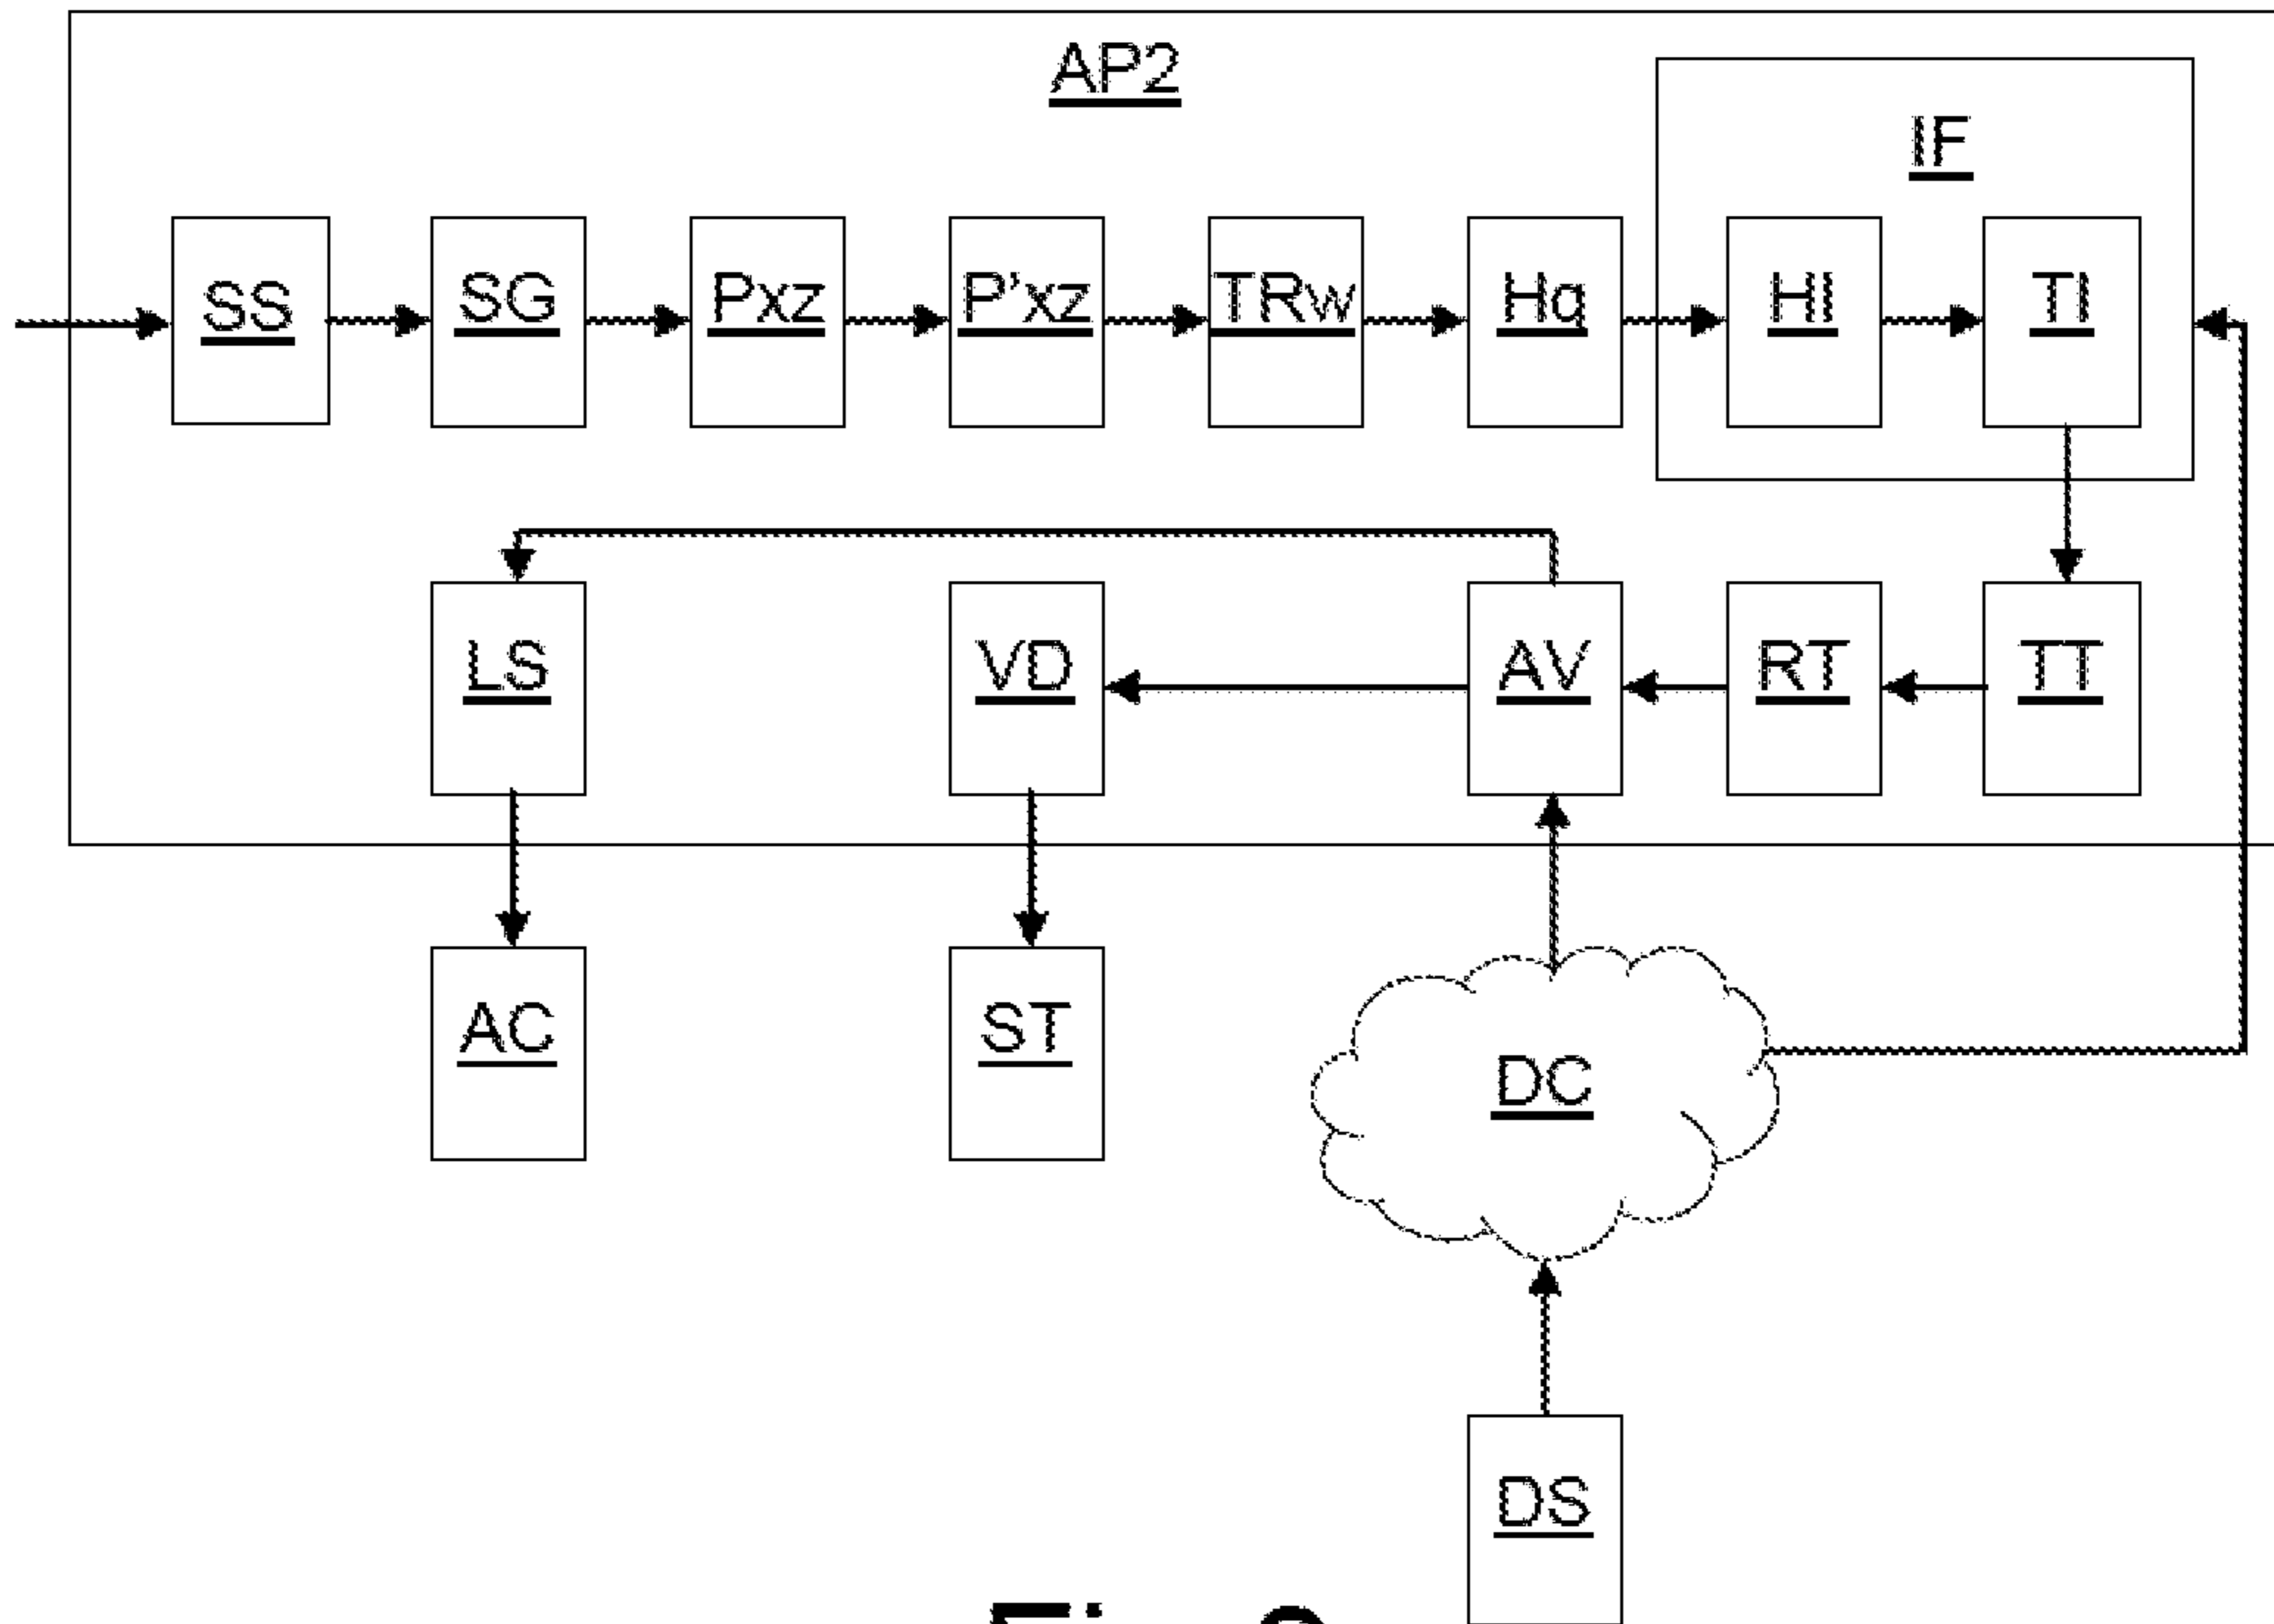 AP2
IF
SS
SG
Pxz
P'xz
TRw
Hq
HI
TI
LS
VD
AV
RT
TT
AC
ST
DC
DS